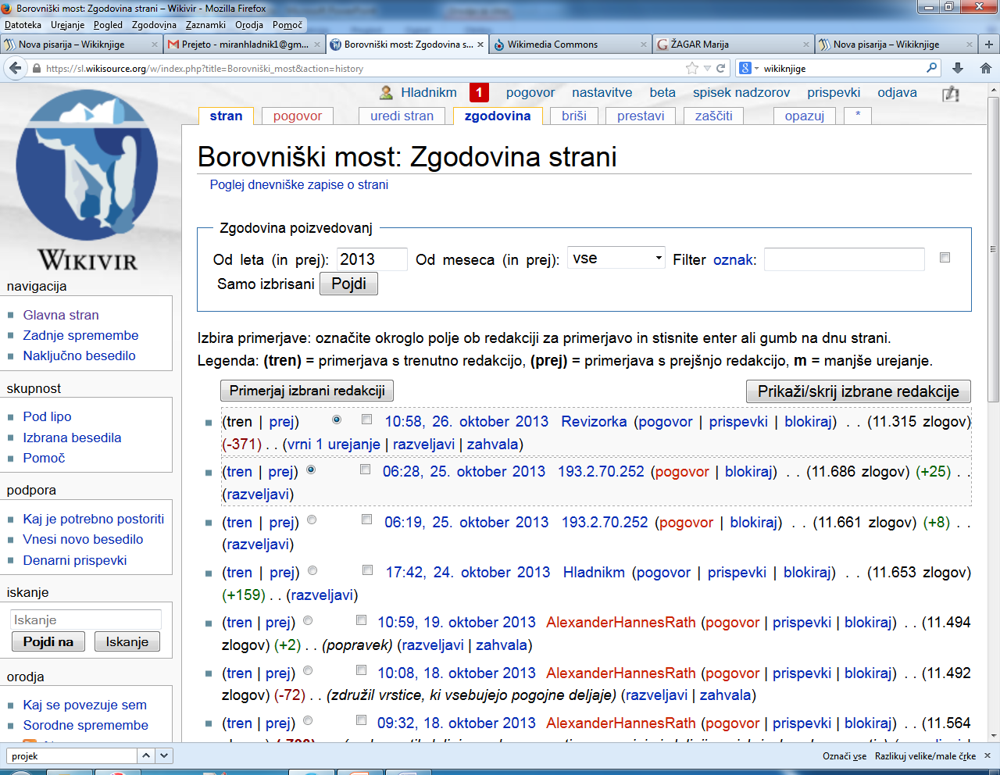 Borovniški most: Zgodovina strani – Wikivir - Mozilla Firefox
Datoteka Urejanje Pogled Zgodovina Zaznamki Orodja Pomoč
Nova pisarija – Wikiknjige
Prejeto - miranhladnik1@gm...
Borovniški most: Zgodovina s...
Wikimedia Commons
ŽAGAR Marija
Nova pisarija – Wikiknjige
https://sl.wikisource.org/w/index.php?title=Borovniški_most&action=history
wikiknjige
Hladnikm 1 pogovor nastavitve beta spisek nadzorov prispevki odjava
stran pogovor uredi stran zgodovina briši prestavi zaščiti opazuj *
WIKIVIR
navigacija
Glavna stran
Zadnje spremembe
Naključno besedilo
skupnost
Pod lipo
Izbrana besedila
Pomoč
podpora
Kaj je potrebno postoriti
Vnesi novo besedilo
Denarni prispevki
iskanje
Iskanje
Pojdi na Iskanje
orodja
Kaj se povezuje sem
Sorodne spremembe
Borovniški most: Zgodovina strani
Poglej dnevniške zapise o strani
Zgodovina poizvedovanj
Od leta (in prej): 2013 Od meseca (in prej): vse Filter oznak:
Samo izbrisani Pojdi
Izbira primerjave: označite okroglo polje ob redakciji za primerjavo in stisnite enter ali gumb na dnu strani.
Legenda: (tren) = primerjava s trenutno redakcijo, (prej) = primerjava s prejšnjo redakcijo, m = manjše urejanje.
Primerjaj izbrani redakciji Prikaži/skrij izbrane redakcije
(tren | prej) 10:58, 26. oktober 2013 Revizorka (pogovor | prispevki | blokiraj) . . (11.315 zlogov)
(-371) . . (vrni 1 urejanje | razveljavi | zahvala)
(tren | prej) 06:28, 25. oktober 2013 193.2.70.252 (pogovor | blokiraj) . . (11.686 zlogov) (+25) . .
(razveljavi)
(tren | prej) 06:19, 25. oktober 2013 193.2.70.252 (pogovor | blokiraj) . . (11.661 zlogov) (+8) . .
(razveljavi)
(tren | prej) 17:42, 24. oktober 2013 Hladnikm (pogovor | prispevki | blokiraj) . . (11.653 zlogov)
(+159) . . (razveljavi)
(tren | prej) 10:59, 19. oktober 2013 AlexanderHannesRath (pogovor | prispevki | blokiraj) . . (11.494
zlogov) (+2) . . (popravek) (razveljavi | zahvala)
(tren | prej) 10:08, 18. oktober 2013 AlexanderHannesRath (pogovor | prispevki | blokiraj) . . (11.492
zlogov) (-72) . . (združil vrstice, ki vsebujejo pogojne deljaje) (razveljavi | zahvala)
(tren | prej) 09:32, 18. oktober 2013 AlexanderHannesRath (pogovor | prispevki | blokiraj) . . (11.564
projek
Označi vse Razlikuj velike/male črke